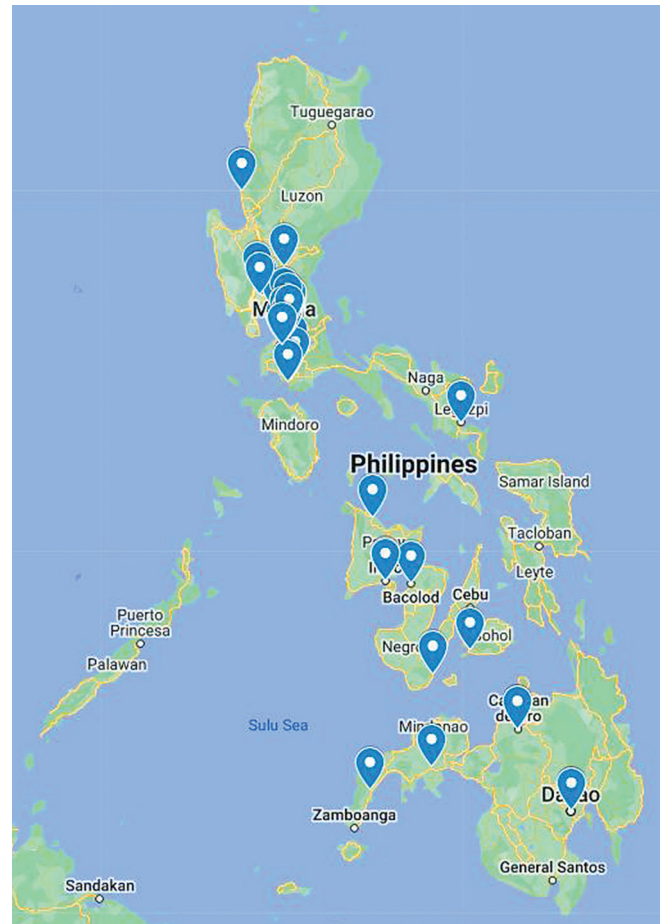 Tuguegarao
Luzon
Naga
Mindoro
Philippines
Samar Island
Tacloban
Leyte
Bacolod
Cebu
Puerto
Princesa
Palawan
Sulu Sea
Mindanao
Zamboanga
General Santos
Sandakan